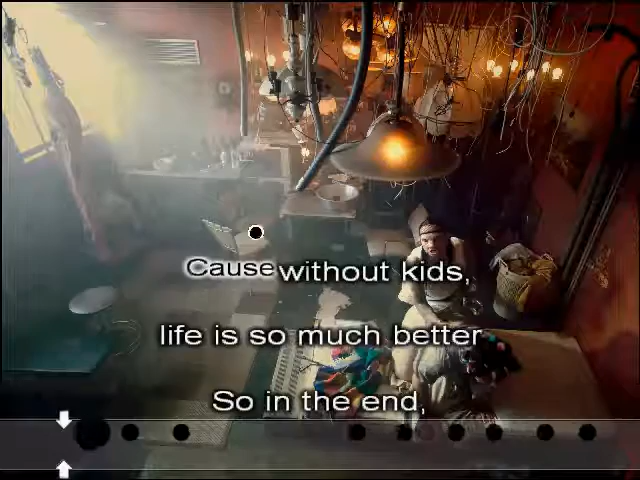 Cause without kids,
life is so much better
So in the end,